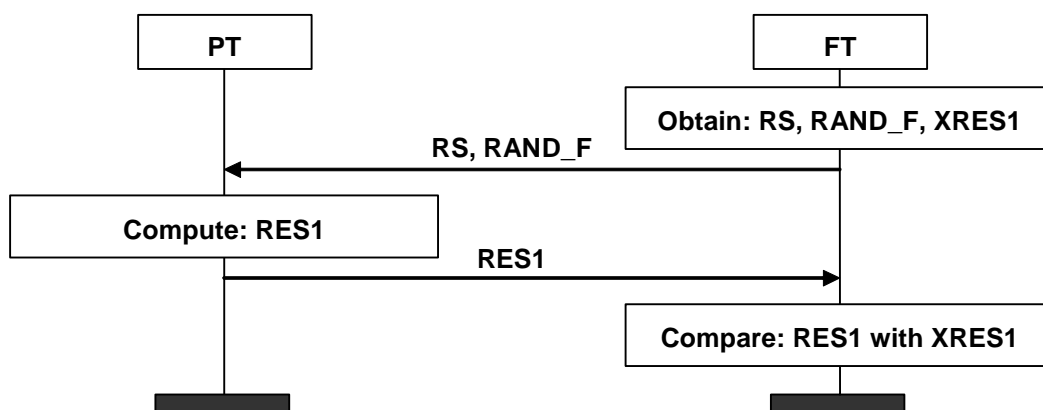 PT
FT
Obtain: RS, RAND_F, XRES1
RS, RAND_F
Compute: RES1
RES1
Compare: RES1 with XRES1